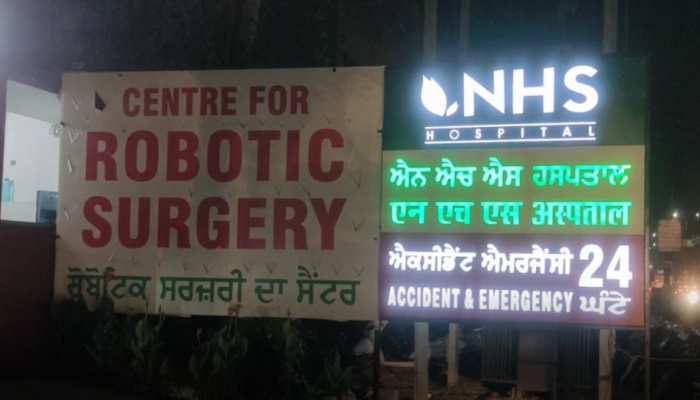 CENTRE FOR
ROBOTIC
SURGERY
ਰੋਬੋਟਿਕ ਸਰਜ਼ਰੀ ਦਾ ਸੈਂਟਰ
NHS
HOSPITAL
ਐਨ ਐਚ ਐਸ ਹਸਪਤਾਲ
एन एच एस अस्पताल
ਐਕਸੀਡੈਂਟ ਐਮਰਜੈਂਸੀ 24
ACCIDENT & EMERGENCY ਘੰਟੇ